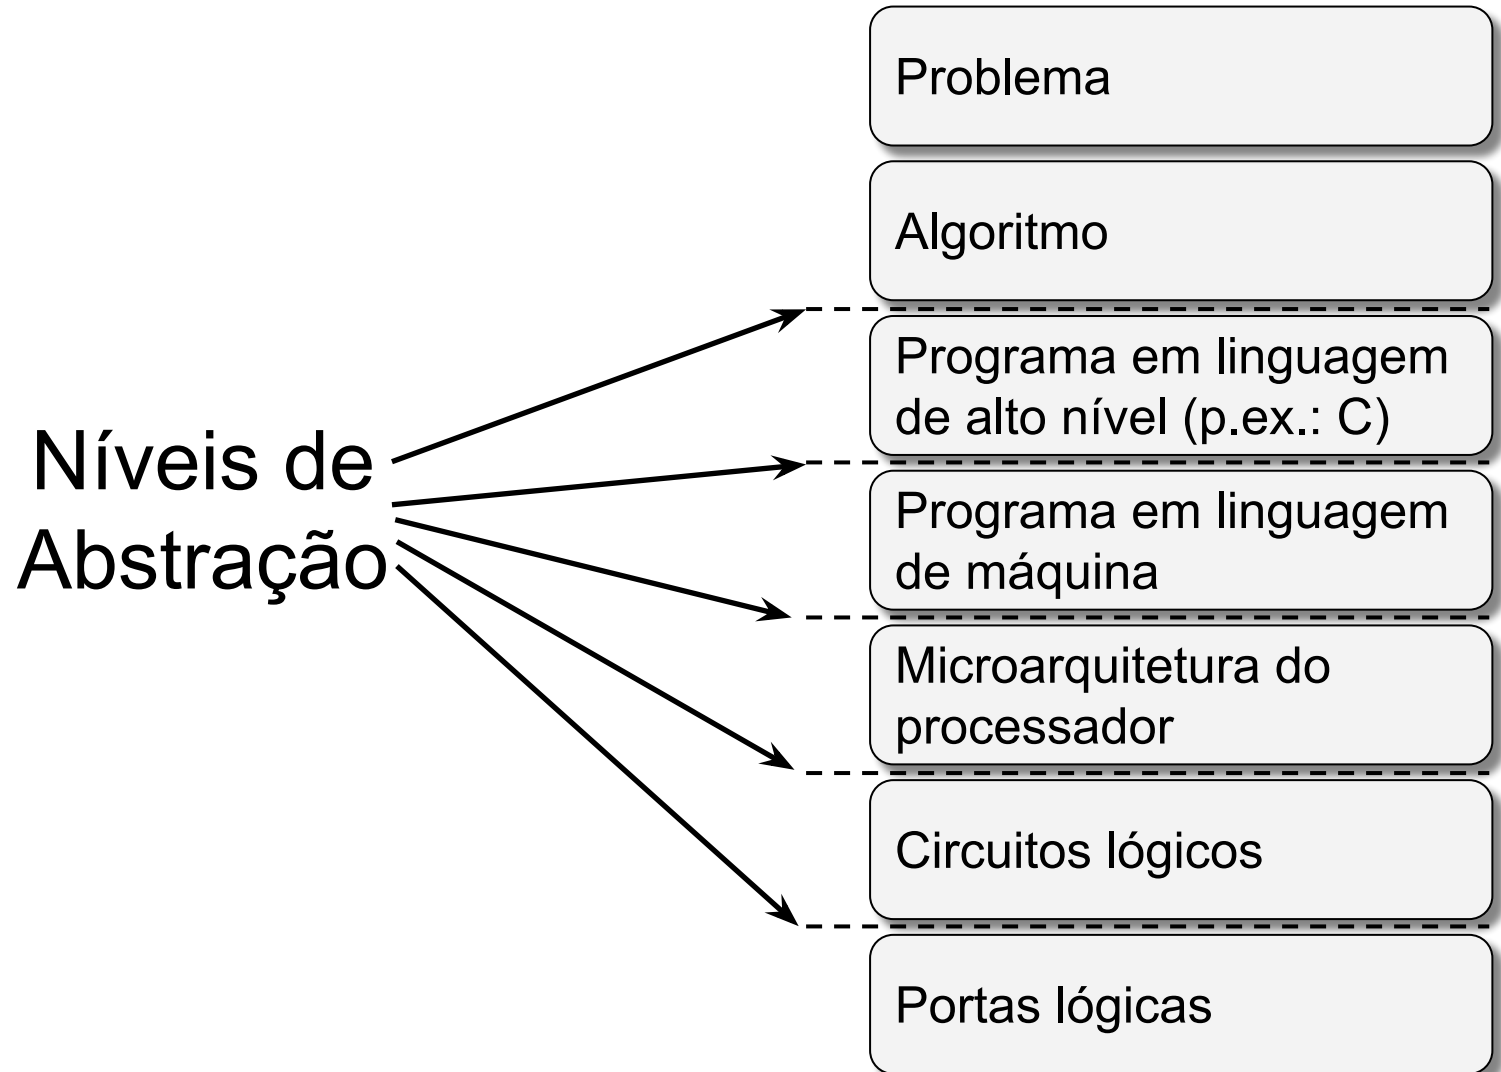 Níveis de
Abstração
Problema
Algoritmo
Programa em linguagem
de alto nível (p.ex.: C)
Programa em linguagem
de máquina
Microarquitetura do
processador
Circuitos lógicos
Portas lógicas